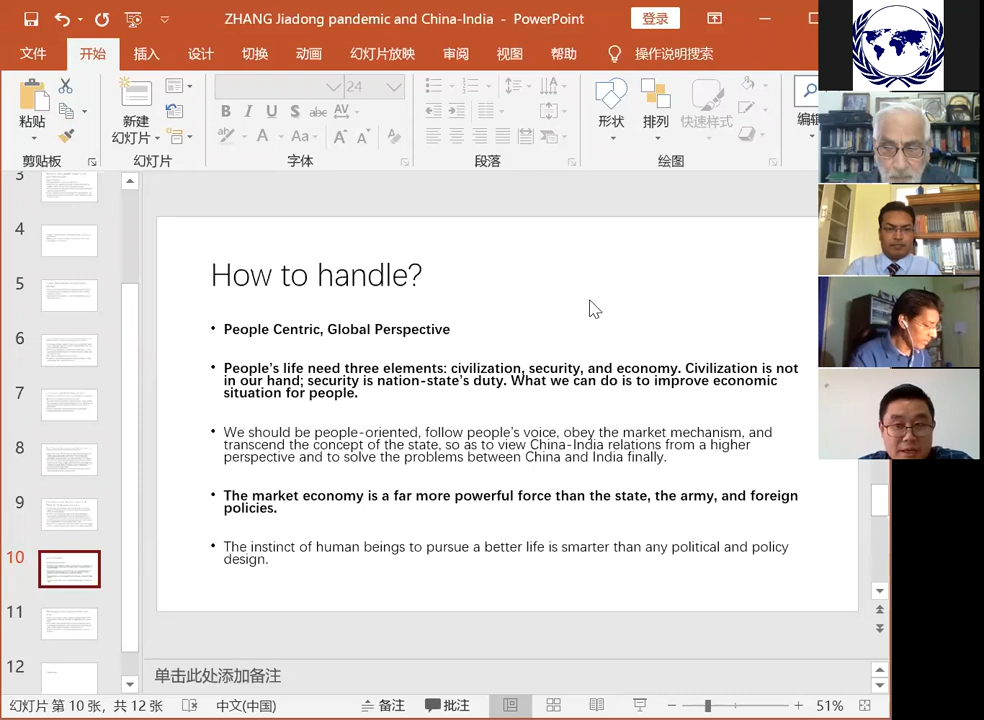 ZHANG Jiadong pandemic and China-India - PowerPoint
登录
文件 开始 插入 设计 切换 动画 幻灯片放映 审阅 视图 帮助 操作说明搜索
粘贴
新建
幻灯片
24
B I U S abc AV
Aa A A
形状 排列 快速样式
编辑
剪贴板 幻灯片 字体 段落 绘图
3
4
5
6
7
8
9
10
11
12
How to handle?
• People Centric, Global Perspective
• People's life need three elements: civilization, security, and economy. Civilization is not
in our hand; security is nation-state's duty. What we can do is to improve economic
situation for people.
• We should be people-oriented, follow people's voice, obey the market mechanism, and
transcend the concept of the state, so as to view China-India relations from a higher
perspective and to solve the problems between China and India finally.
• The market economy is a far more powerful force than the state, the army, and foreign
policies.
• The instinct of human beings to pursue a better life is smarter than any political and policy
design.
单击此处添加备注
幻灯片 第 10 张，共 12 张 中文(中国) 备注 批注 51%